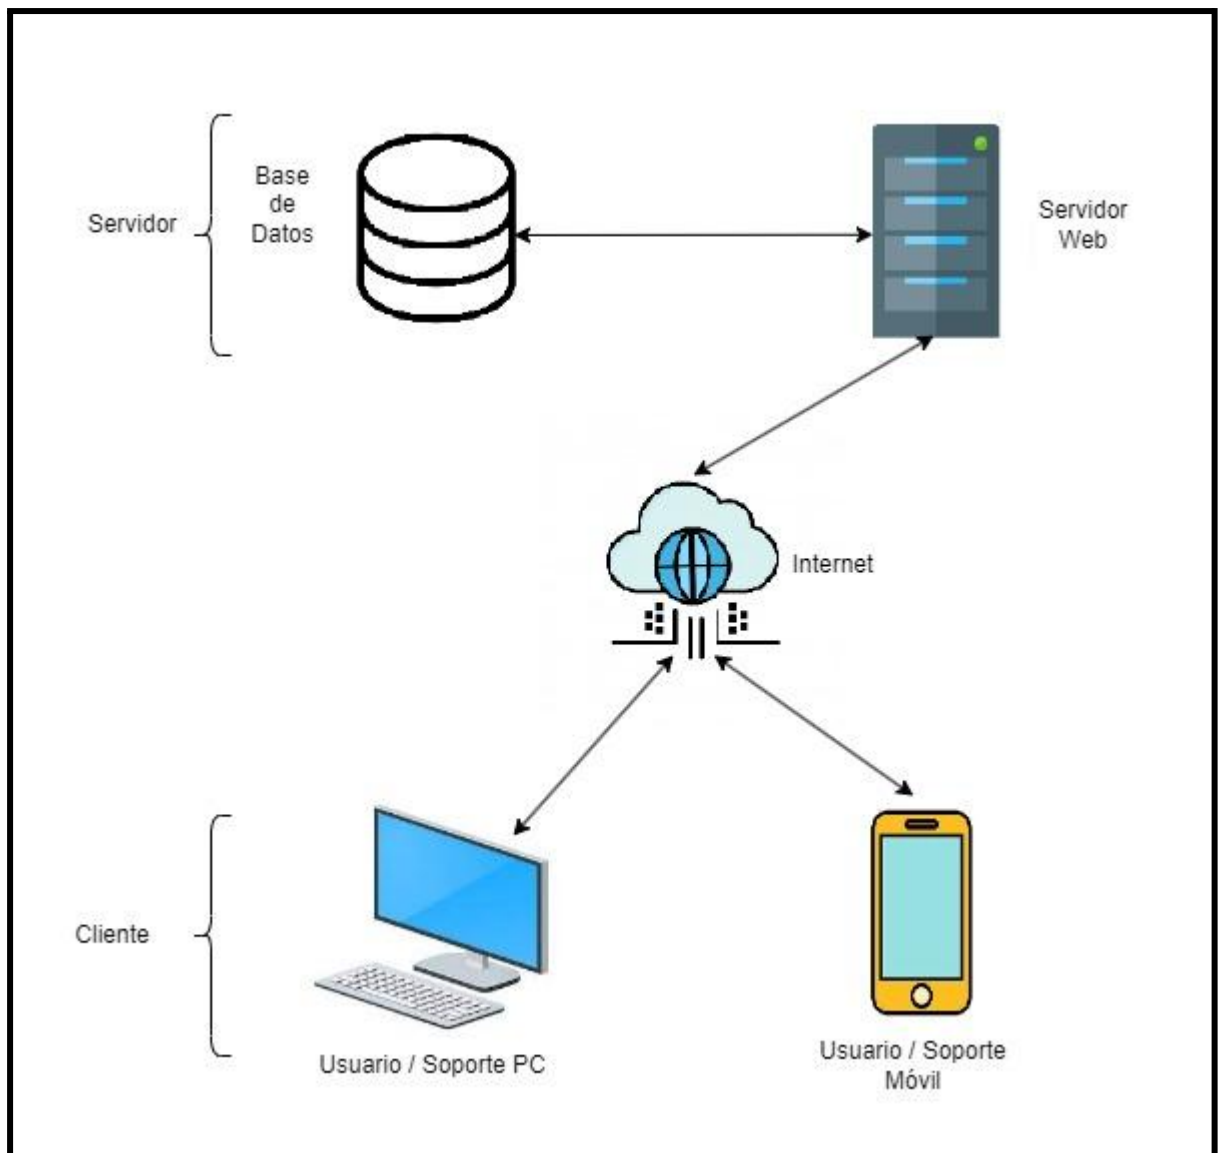 Servidor
Base
de
Datos
Servidor
Web
Internet
Cliente
Usuario / Soporte PC
Usuario / Soporte
Móvil